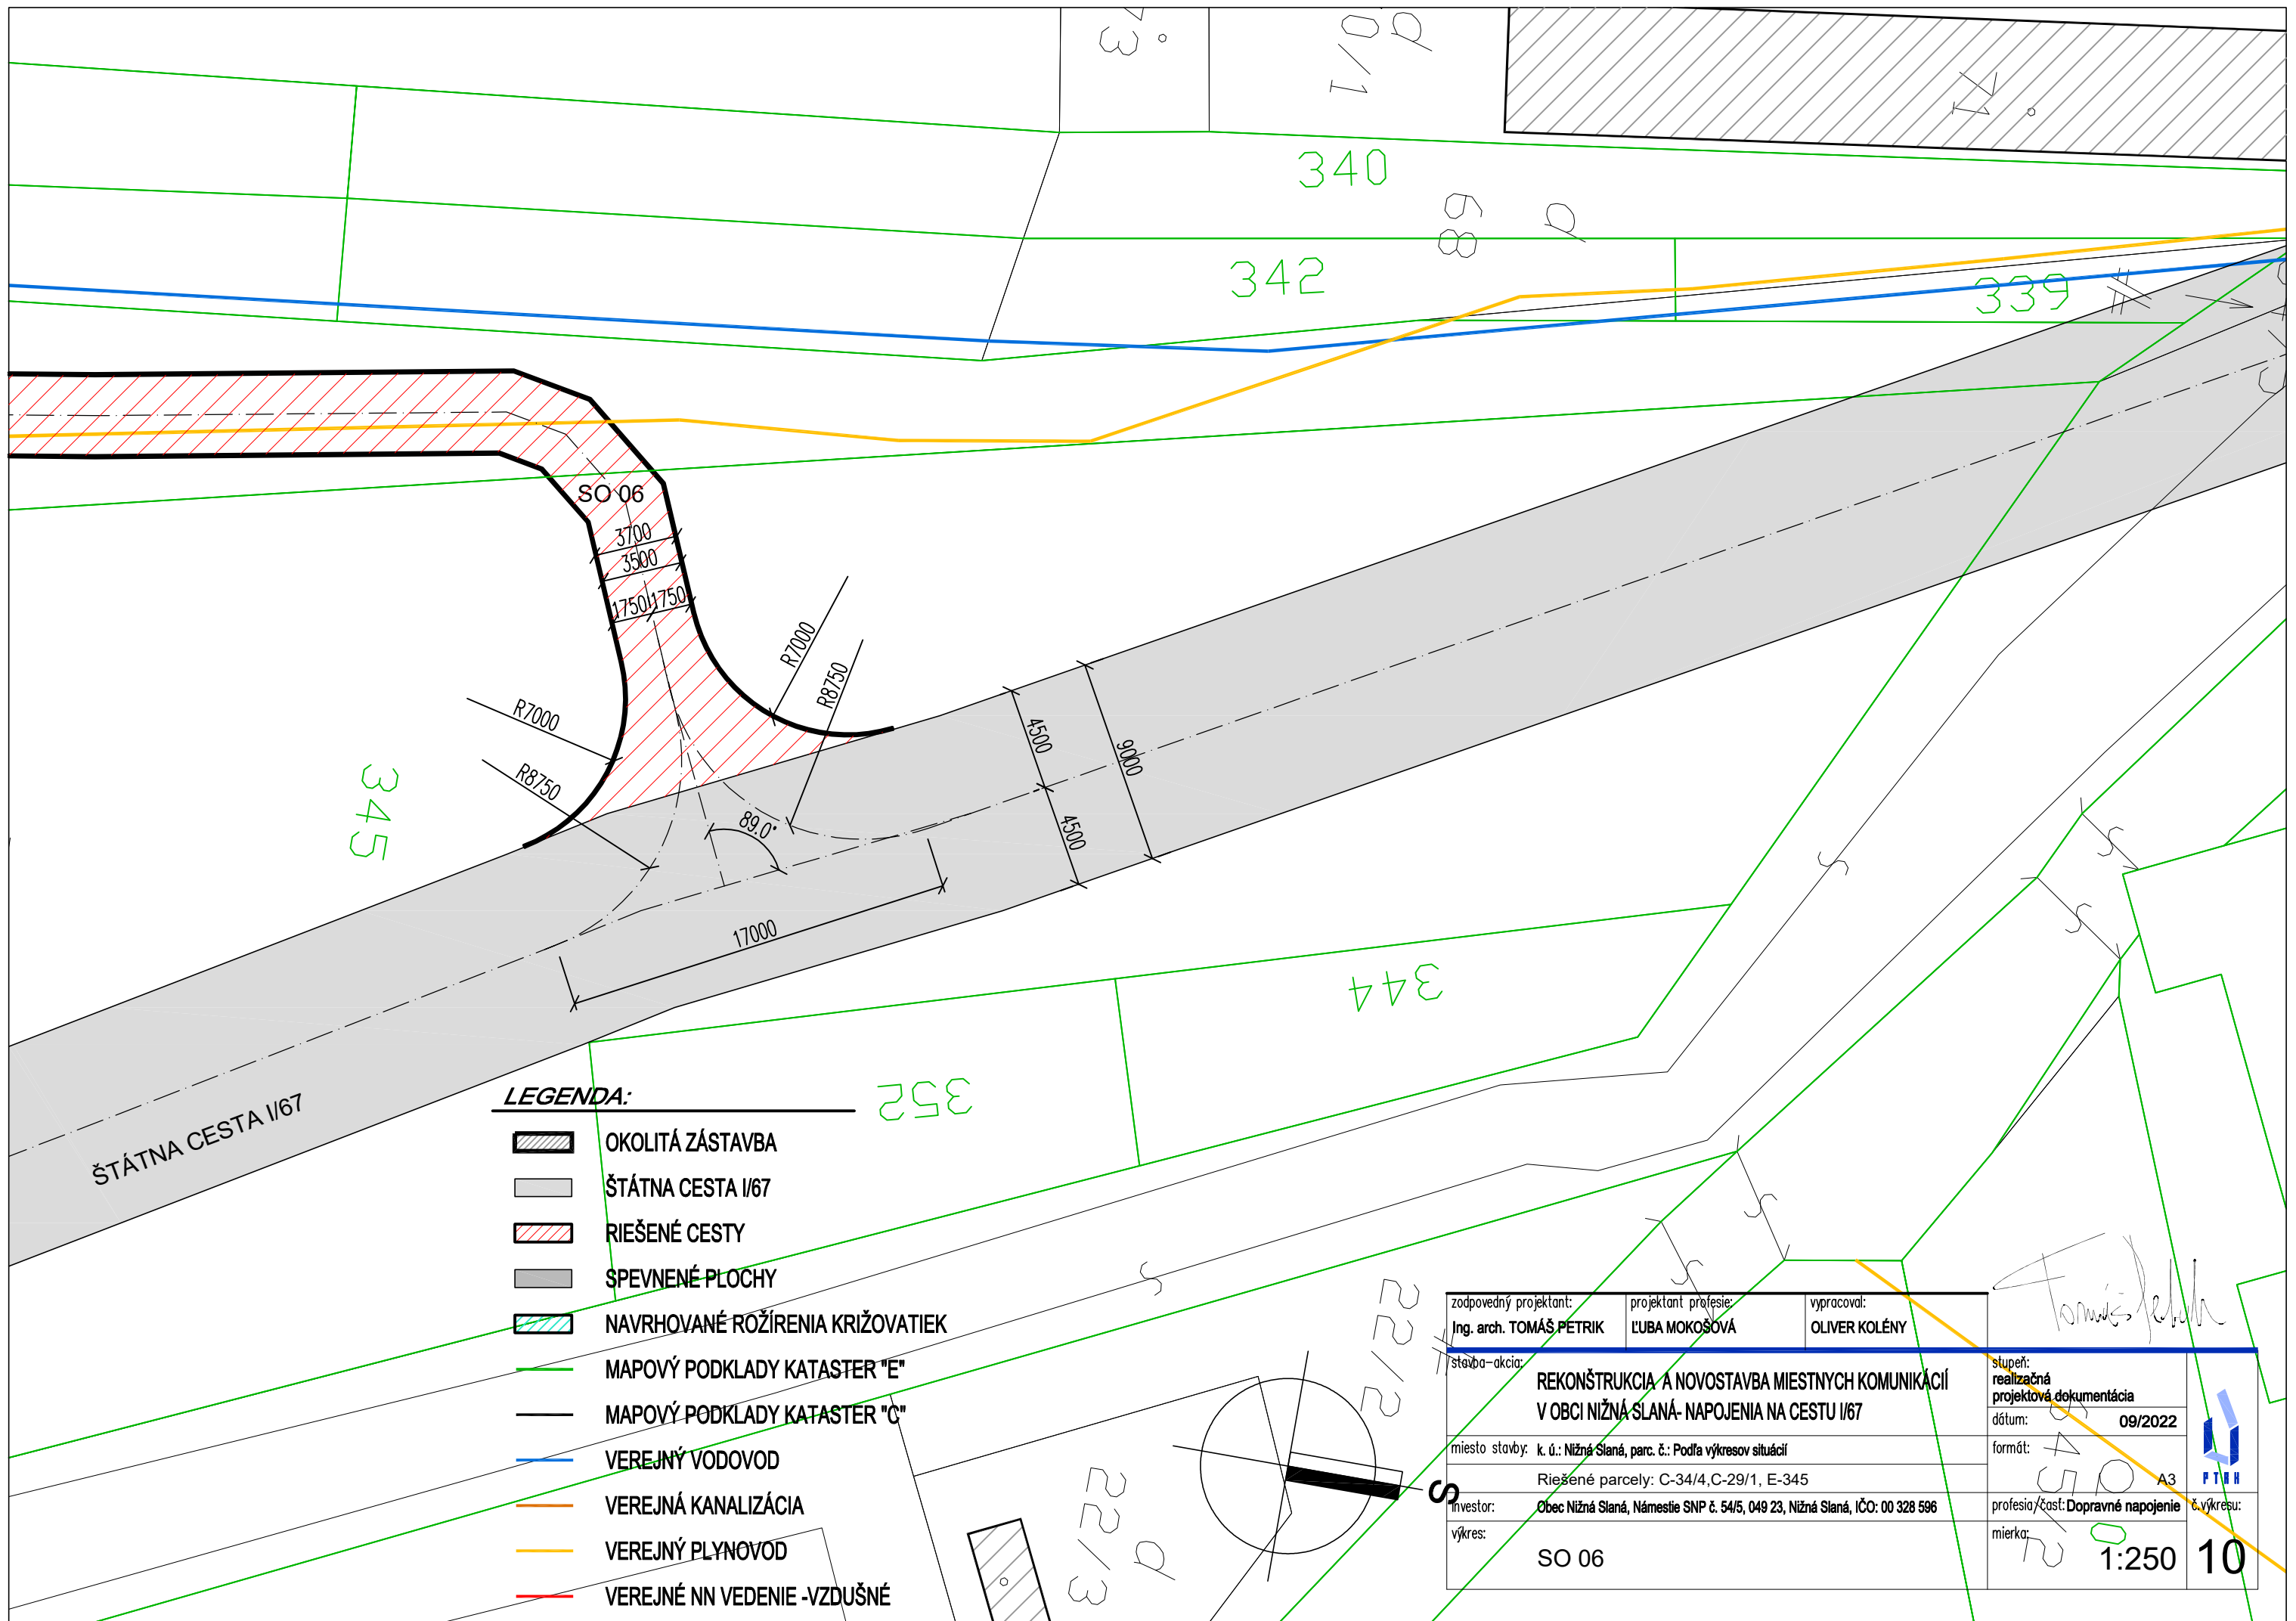 340
68
342
339
SO 06
3700
3500
1750
1750
R7000
R8750
R7000
R8750
4500
9000
4500
89.0°
17000
345
344
352
ŠTÁTNA CESTA I/67
LEGENDA:
OKOLITÁ ZÁSTAVBA
ŠTÁTNA CESTA I/67
RIEŠENÉ CESTY
SPEVNENÉ PLOCHY
NAVRHOVANÉ ROŽÍRENIA KRIŽOVATIEK
MAPOVÝ PODKLADY KATASTER "E"
MAPOVÝ PODKLADY KATASTER "C"
VEREJNÝ VODOVOD
VEREJNÁ KANALIZÁCIA
VEREJNÝ PLYNOVOD
VEREJNÉ NN VEDENIE -VZDUŠNÉ
22/2
22/3
S
zodpovedný projektant:
Ing. arch. TOMÁŠ PETRIK
projektant profesie:
ĽUBA MOKOŠOVÁ
vypracoval:
OLIVER KOLÉNY
stavba-akcia:
REKONŠTRUKCIA A NOVOSTAVBA MIESTNYCH KOMUNIKÁCIÍ
V OBCI NIŽNÁ SLANÁ- NAPOJENIA NA CESTU I/67
stupeň:
realizačná
projektová dokumentácia
dátum: 09/2022
miesto stavby: k. ú.: Nižná Slaná, parc. č.: Podľa výkresov situácií
Riešené parcely: C-34/4,C-29/1, E-345
formát: A3
PTRH
investor: Obec Nižná Slaná, Námestie SNP č. 54/5, 049 23, Nižná Slaná, IČO: 00 328 596
profesia/časť: Dopravné napojenie
č.výkresu:
výkres:
SO 06
mierka:
1:250
10